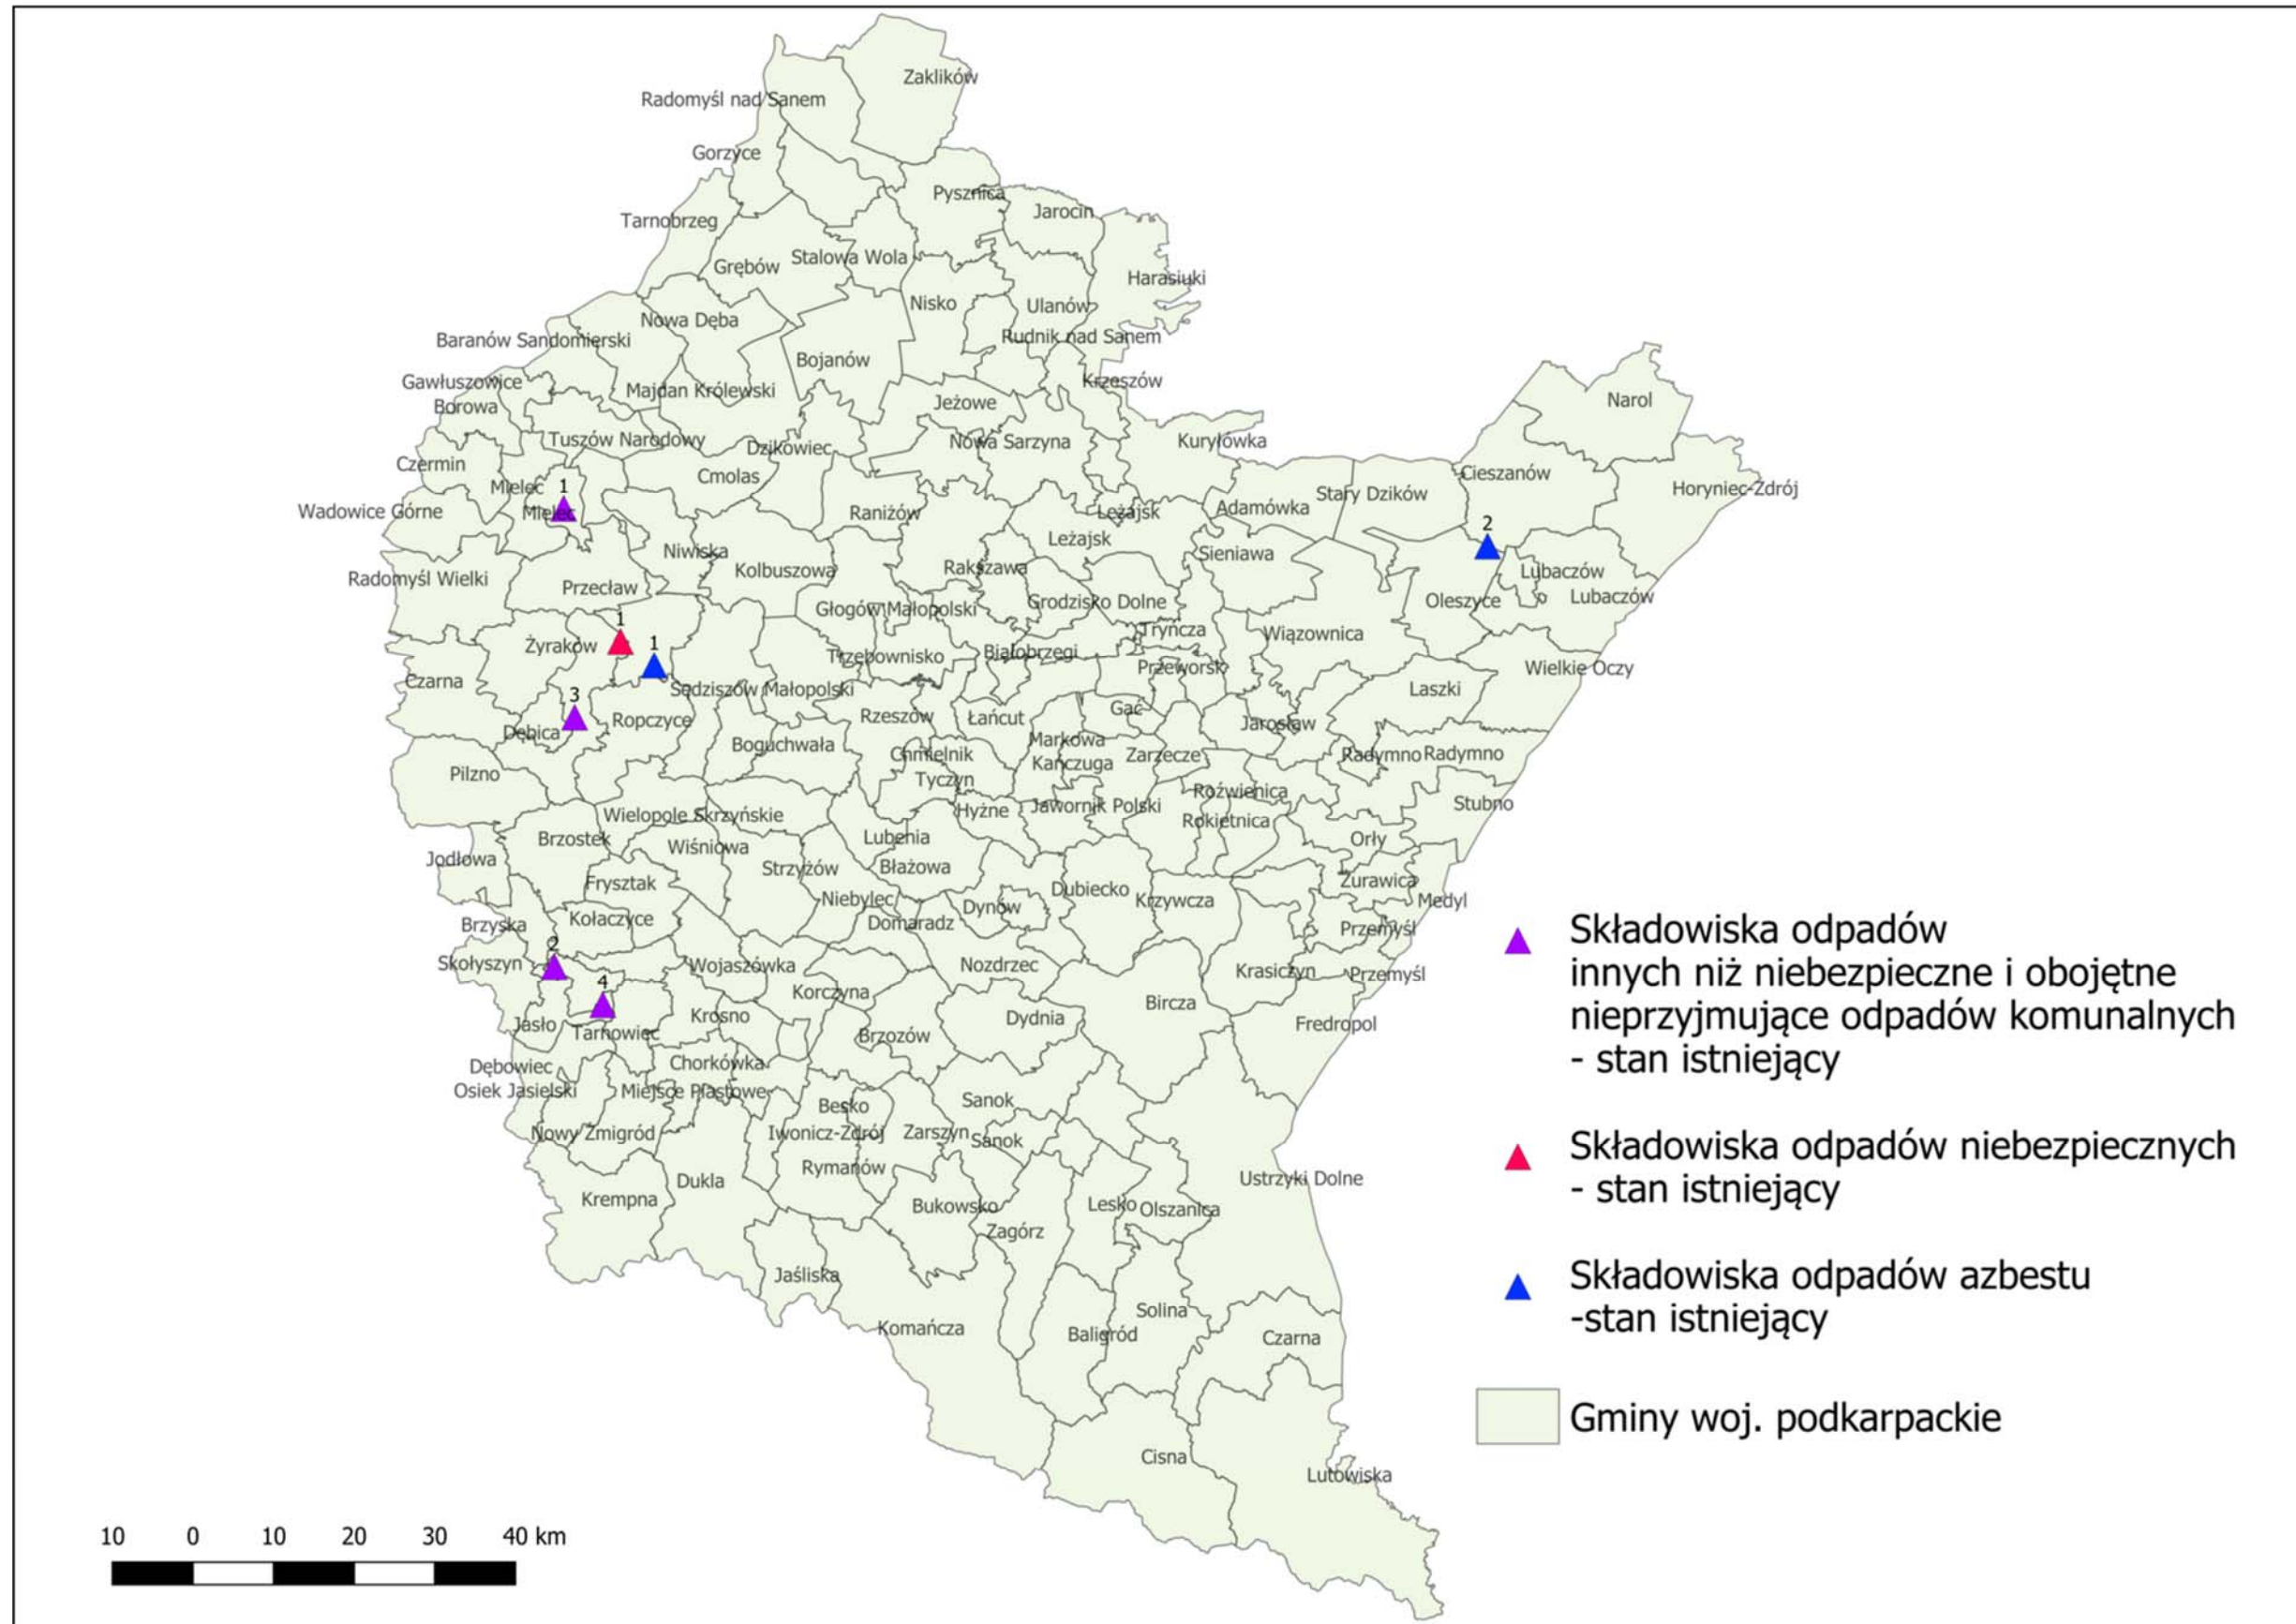 Zaklików
Radomyśl nad Sanem
Gorzyce
Pysznica
Jarocin
Tarnobrzeg
Stalowa Wola
Grębów
Harasiuki
Nisko
Ulanów
Nowa Dęba
Rudnik nad Sanem
Baranów Sandomierski
Bojanów
Gawłuszowice
Krzeszów
Majdan Królewski
Narol
Borowa
Jeżowe
Tuszów Narodowy
Nowa Sarzyna
Kuryłówka
Dzikowiec
Czermin
Cmolas
Cieszanów
Mielec
1
Stary Dzików
Horyniec-Zdrój
Wadowice Górne
Mielec
Raniżów
Leżajsk
Adamówka
2
Leżajsk
Niwiska
Sieniawa
Radomyśl Wielki
Kolbuszowa
Rakszawa
Lubaczów
Przecław
Głogów Małopolski
Grodzisko Dolne
Oleszyce
Lubaczów
1
Żyraków
1
Tryńcza
Wiązownica
Trzebownisko
Białobrzegi
Przeworsk
Wielkie Oczy
Czarna
3
Sędziszów Małopolski
Laszki
Dębica
Ropczyce
Rzeszów
Łańcut
Gać
Jarosław
Boguchwała
Chmielnik
Markowa
Kańczuga
Zarzecze
Radymno
Radymno
Pilzno
Tyczyn
Roźwienica
Wielopole Skrzyńskie
Hyżne
Jawornik Polski
Stubno
Rokietnica
Brzostek
Wiśniowa
Lubenia
Orły
Jodłowa
Strzyżów
Błażowa
Frysztak
Dubiecko
Żurawica
Niebylec
Krzywcza
Medyl
Brzyska
Kołaczyce
Domaradz
Dynów
Przemyśl
2
Skołyszyn
Wojaszówka
Nozdrzec
Krasiczyn
Przemyśl
4
Korczyna
Bircza
Jasło
Tarnowiec
Krosno
Dydnia
Fredropol
Brzozów
Dębowiec
Chorkówka
Osiek Jasielski
Miejsce Piastowe
Besko
Sanok
Nowy Żmigród
Iwonicz-Zdrój
Zarszyn
Sanok
Rymanów
Krempna
Dukla
Bukowsko
Lesko
Olszanica
Ustrzyki Dolne
Zagórz
Jaśliska
Solina
Komańcza
Baligród
Czarna
Cisna
Lutowiska
Składowiska odpadów
innych niż niebezpieczne i obojętne
nieprzyjmujące odpadów komunalnych
- stan istniejący
Składowiska odpadów niebezpiecznych
- stan istniejący
Składowiska odpadów azbestu
-stan istniejący
Gminy woj. podkarpackie
10 0 10 20 30 40 km